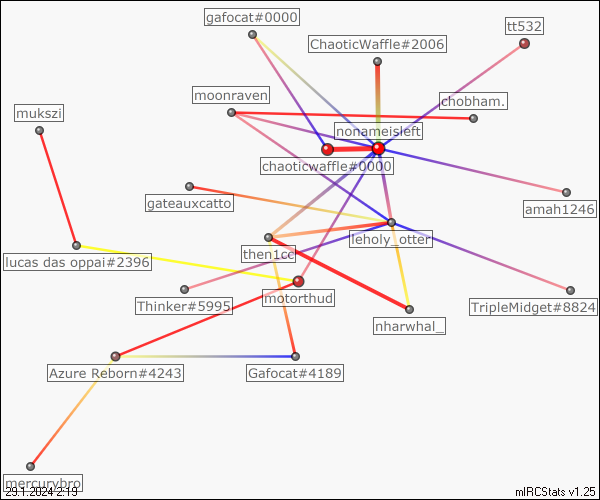 gafocat#0000
tt532
ChaoticWaffle#2006
moonraven
chobham.
mukszi
nonameisleft
chaoticwaffle#0000
gateauxcatto
amah1246
leholy_otter
then1cc
lucas das oppai#2396
motorthud
Thinker#5995
TripleMidget#8824
nharwhal_
Azure Reborn#4243
Gafocat#4189
mercurybro
29.1.2024 2:19
mIRCStats v1.25